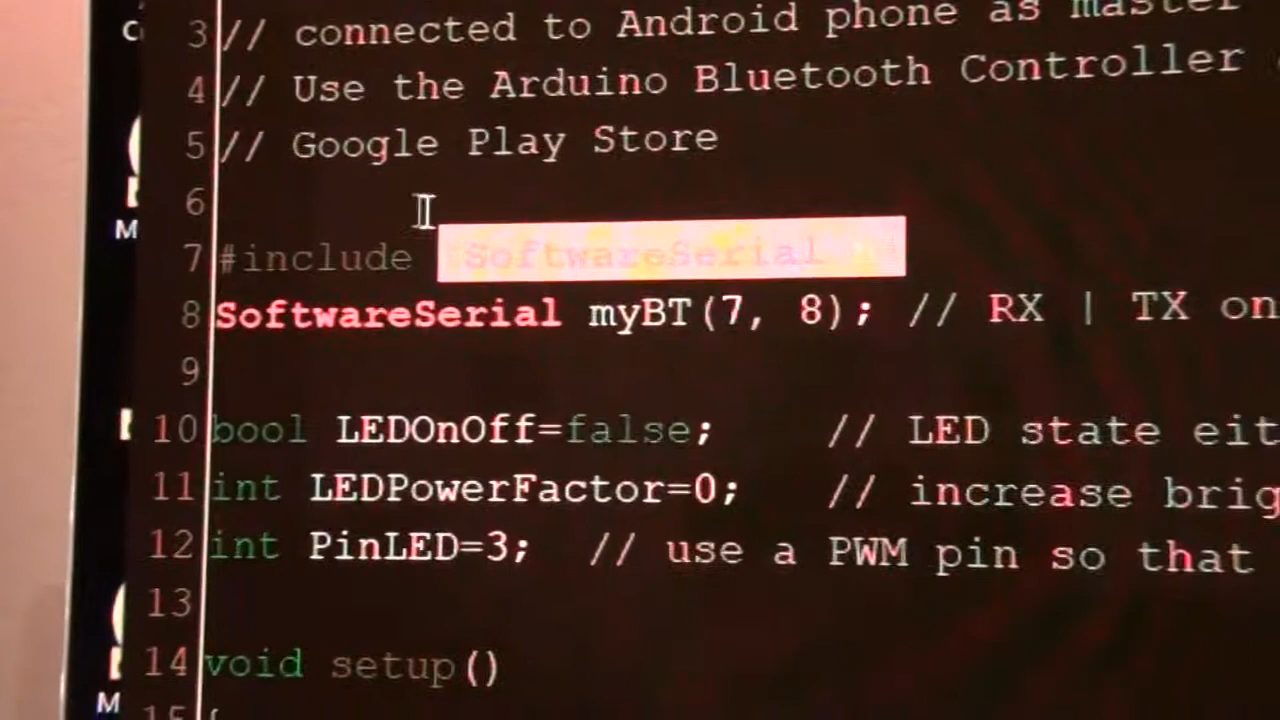 3 // connected to Android phone as master
4 // Use the Arduino Bluetooth Controller
5 // Google Play Store
6
7 #include SoftwareSerial
8 SoftwareSerial myBT(7, 8); // RX | TX on
9
10 bool LEDOnOff=false; // LED state eit
11 int LEDPowerFactor=0; // increase brig
12 int PinLED=3; // use a PWM pin so that
13
14 void setup()
15 {
M
M